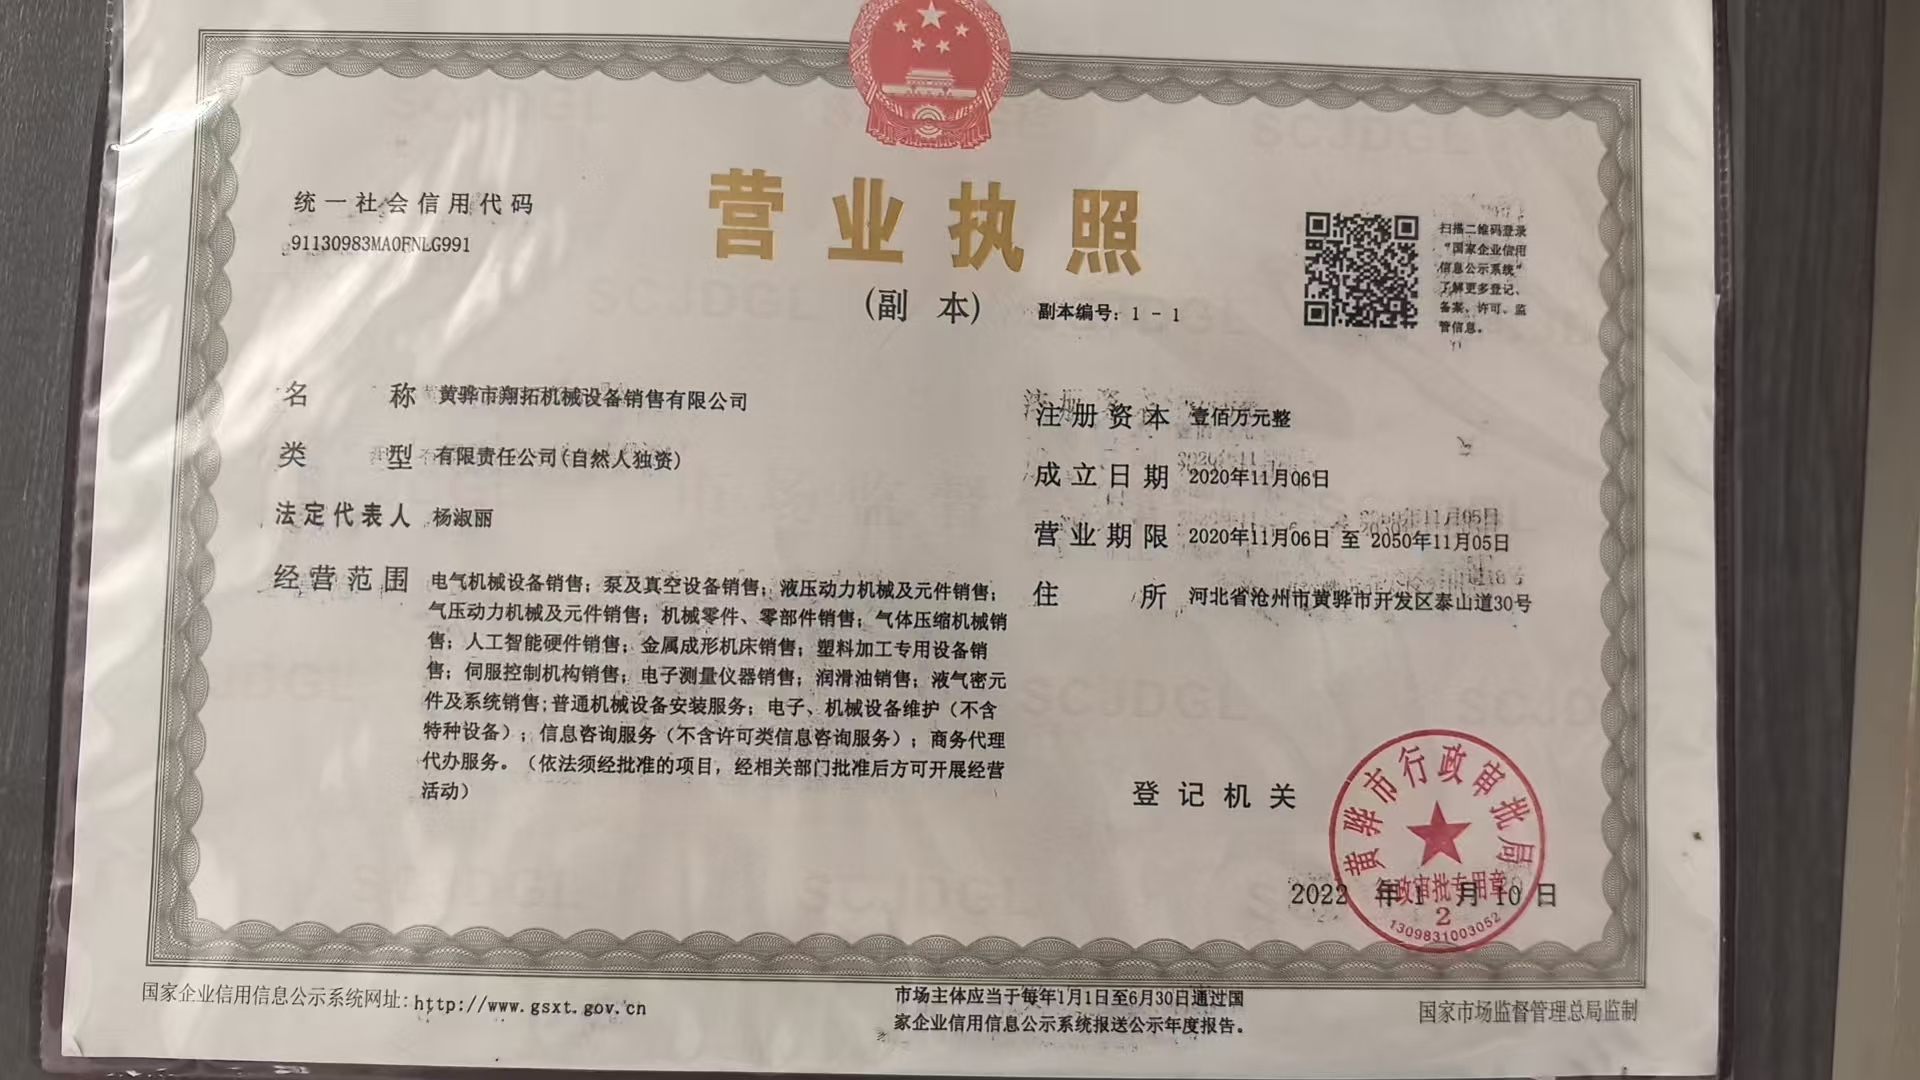 统一社会信用代码
91130983MA0FNLG991
营业执照
(副 本) 副本编号：1 - 1
扫描二维码登录
“国家企业信用
信息公示系统”
了解更多登记、
备案、许可、监
管信息。
名称 黄骅市翔拓机械设备销售有限公司
类型 有限责任公司(自然人独资)
法定代表人 杨淑丽
经营范围 电气机械设备销售；泵及真空设备销售；液压动力机械及元件销售；
气压动力机械及元件销售；机械零件、零部件销售；气体压缩机械销
售；人工智能硬件销售；金属成形机床销售；塑料加工专用设备销
售；伺服控制机构销售；电子测量仪器销售；润滑油销售；液气密元
件及系统销售；普通机械设备安装服务；电子、机械设备维护（不含
特种设备）；信息咨询服务（不含许可类信息咨询服务）；商务代理
代办服务。（依法须经批准的项目，经相关部门批准后方可开展经营
活动）
注册资本 壹佰万元整
成立日期 2020年11月06日
营业期限 2020年11月06日 至 2050年11月05日
住所 河北省沧州市黄骅市开发区泰山道30号
登记机关
黄骅市行政审批局
行政审批专用章
2
1309831003052
2022 年 1 月 10 日
国家企业信用信息公示系统网址：http://www.gsxt.gov.cn
市场主体应当于每年1月1日至6月30日通过国
家企业信用信息公示系统报送公示年度报告。
国家市场监督管理总局监制